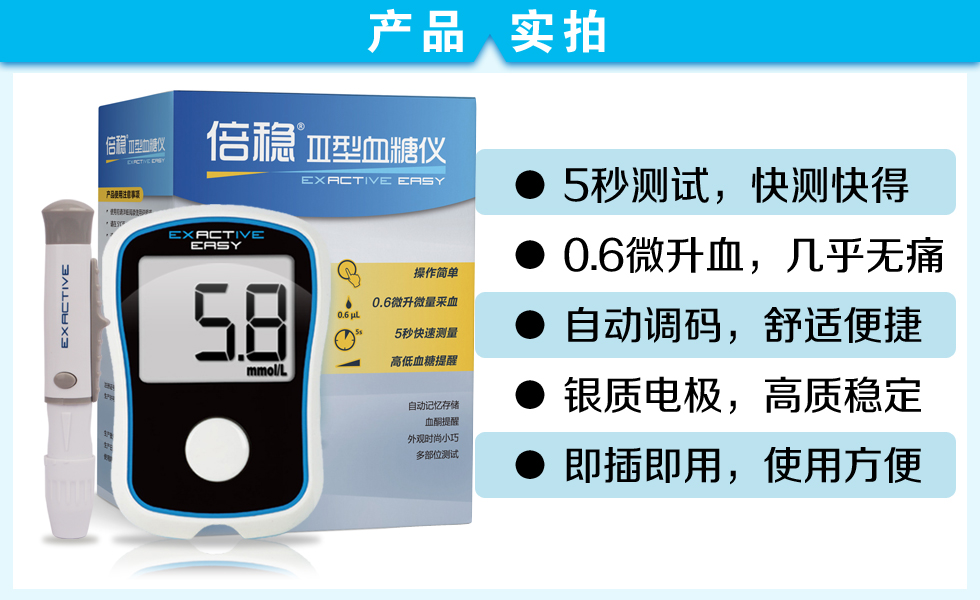 产品 实拍
倍稳®Ⅲ型血糖仪
EXACTIVE EASY
倍稳Ⅲ型血糖仪
EXACTIVE EASY
产品使用注意事项
EXACTIVE
EXACTIVE
EASY
5.8
mmol/L
操作简单
0.6 µL
0.6微升微量采血
5s
5秒快速测量
高低血糖提醒
自动记忆存储
血酮提醒
外观时尚小巧
多部位测试
● 5秒测试，快测快得
● 0.6微升血，几乎无痛
● 自动调码，舒适便捷
● 银质电极，高质稳定
● 即插即用，使用方便